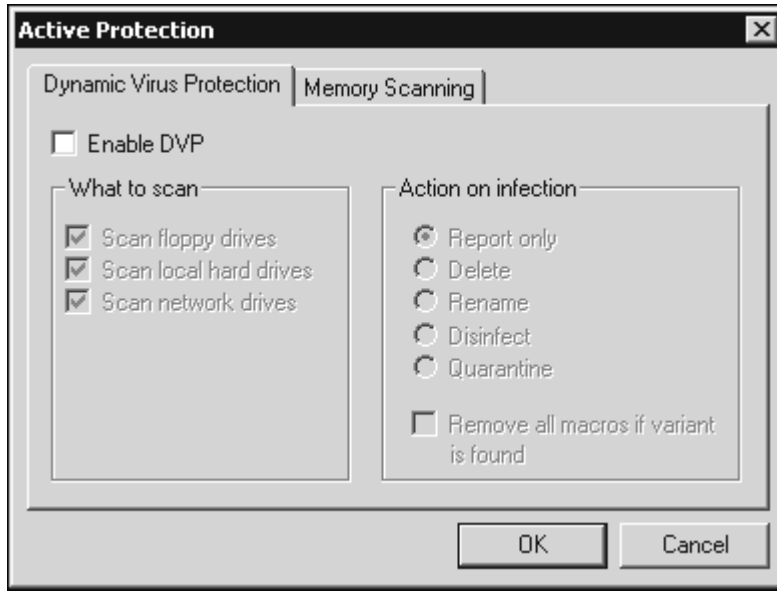 Active Protection
Dynamic Virus Protection
Memory Scanning
Enable DVP
What to scan
Scan floppy drives
Scan local hard drives
Scan network drives
Action on infection
Report only
Delete
Rename
Disinfect
Quarantine
Remove all macros if variant
is found
OK
Cancel